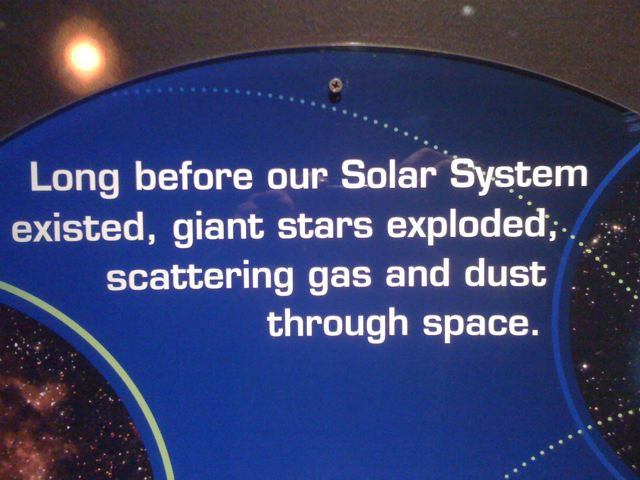 Long before our Solar System
existed, giant stars exploded,
scattering gas and dust
through space.